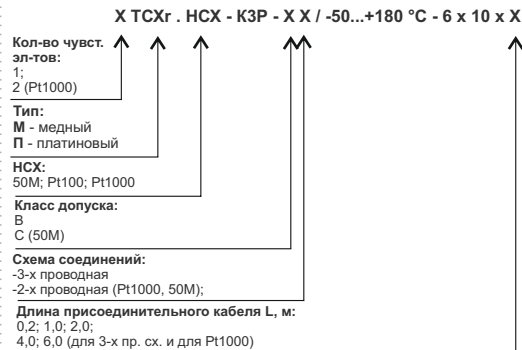 X ТСХr . НСХ - КЗР - Х Х / -50...+180 °C - 6 х 10 х Х
Кол-во чувст.
эл-тов:
1;
2 (Pt1000)
Тип:
М - медный
П - платиновый
НСХ:
50М; Pt100; Pt1000
Класс допуска:
В
С (50М)
Схема соединений:
-3-х проводная
-2-х проводная (Pt1000, 50М);
Длина присоединительного кабеля L, м:
0,2; 1,0; 2,0;
4,0; 6,0 (для 3-х пр. сх. и для Pt1000)